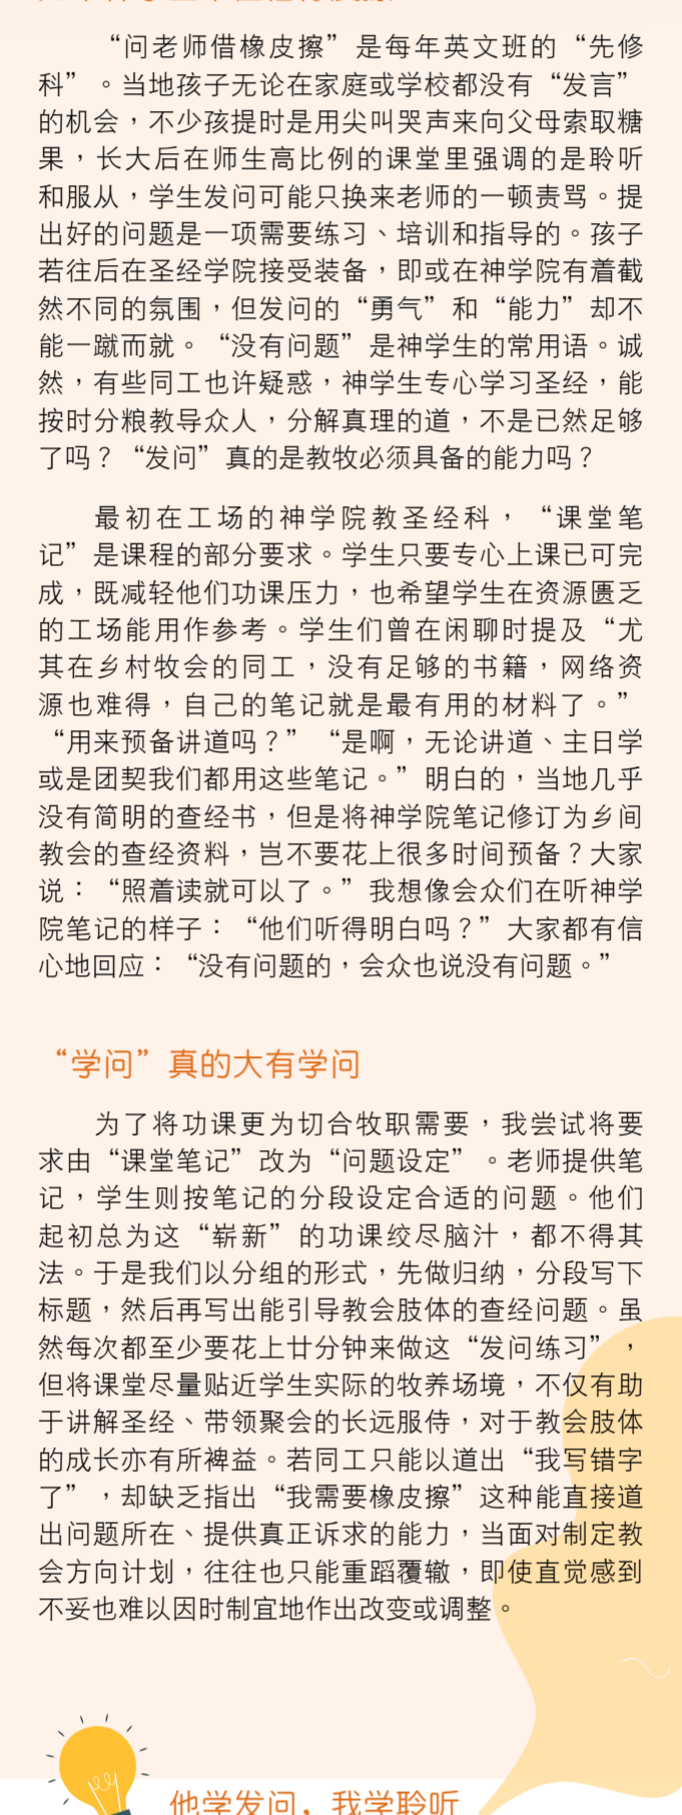 “问老师借橡皮擦”是每年英文班的“先修
科”。当地孩子无论在家庭或学校都没有“发言”
的机会，不少孩提时是用尖叫哭声来向父母索取糖
果，长大后在师生高比例的课堂里强调的是聆听
和服从，学生发问可能只换来老师的一顿责骂。提
出好的问题是一项需要练习、培训和指导的。孩子
若往后在圣经学院接受装备，即或在神学院有着截
然不同的氛围，但发问的“勇气”和“能力”却不
能一蹴而就。“没有问题”是神学生的常用语。诚
然，有些同工也许疑惑，神学生专心学习圣经，能
按时分粮教导众人，分解真理的道，不是已然足够
了吗？“发问”真的是教牧必须具备的能力吗？
最初在工场的神学院教圣经科，“课堂笔
记”是课程的部分要求。学生只要专心上课已可完
成，既减轻他们功课压力，也希望学生在资源匮乏
的工场能用作参考。学生们曾在闲聊时提及“尤
其在乡村牧会的同工，没有足够的书籍，网络资
源也难得，自己的笔记就是最有用的材料了。”
“用来预备讲道吗？”“是啊，无论讲道、主日学
或是团契我们都用这些笔记。”明白的，当地几乎
没有简明的查经书，但是将神学院笔记修订为乡间
教会的查经资料，岂不要花上很多时间预备？大家
说：“照着读就可以了。”我想像会众们在听神学
院笔记的样子：“他们听得明白吗？”大家都有信
心地回应：“没有问题的，会众也说没有问题。”
“学问”真的大有学问
为了将功课更为切合牧职需要，我尝试将要
求由“课堂笔记”改为“问题设定”。老师提供笔
记，学生则按笔记的分段设定合适的问题。他们
起初总为这“崭新”的功课绞尽脑汁，都不得其
法。于是我们以分组的形式，先做归纳，分段写下
标题，然后再写出能引导教会肢体的查经问题。虽
然每次都至少要花上廿分钟来做这“发问练习”，
但将课堂尽量贴近学生实际的牧养场境，不仅有助
于讲解圣经、带领聚会的长远服侍，对于教会肢体
的成长亦有所裨益。若同工只能以道出“我写错字
了”，却缺乏指出“我需要橡皮擦”这种能直接道
出问题所在、提供真正诉求的能力，当面对制定教
会方向计划，往往也只能重蹈覆辙，即使直觉感到
不妥也难以因时制宜地作出改变或调整。
他学发问，我学聆听